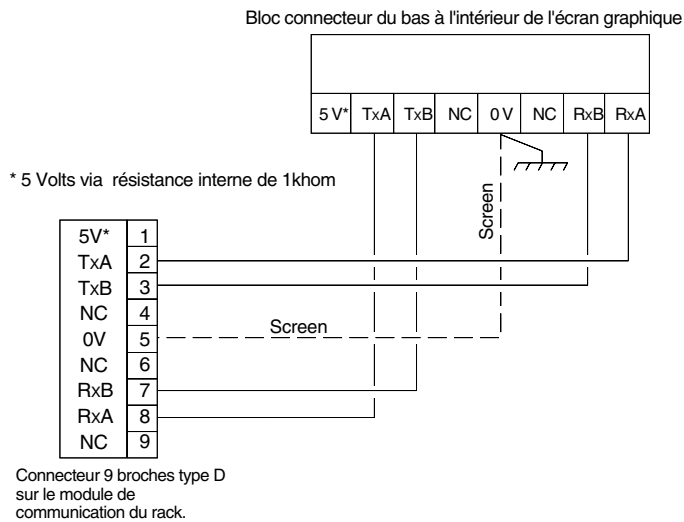 Bloc connecteur du bas à l'intérieur de l'écran graphique
5 V* TxA TxB NC 0 V NC RxB RxA
* 5 Volts via résistance interne de 1khom
Screen
5V* 1
TxA 2
TxB 3
NC 4
0V 5
Screen
NC 6
RxB 7
RxA 8
NC 9
Connecteur 9 broches type D
sur le module de
communication du rack.